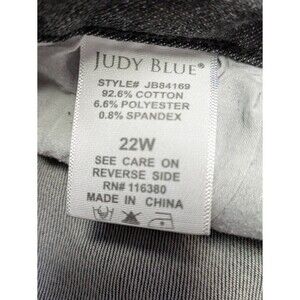 JUDY BLUE®
STYLE# JB84169
92.6% COTTON
6.6% POLYESTER
0.8% SPANDEX
22W
SEE CARE ON
REVERSE SIDE
RN# 116380
MADE IN CHINA